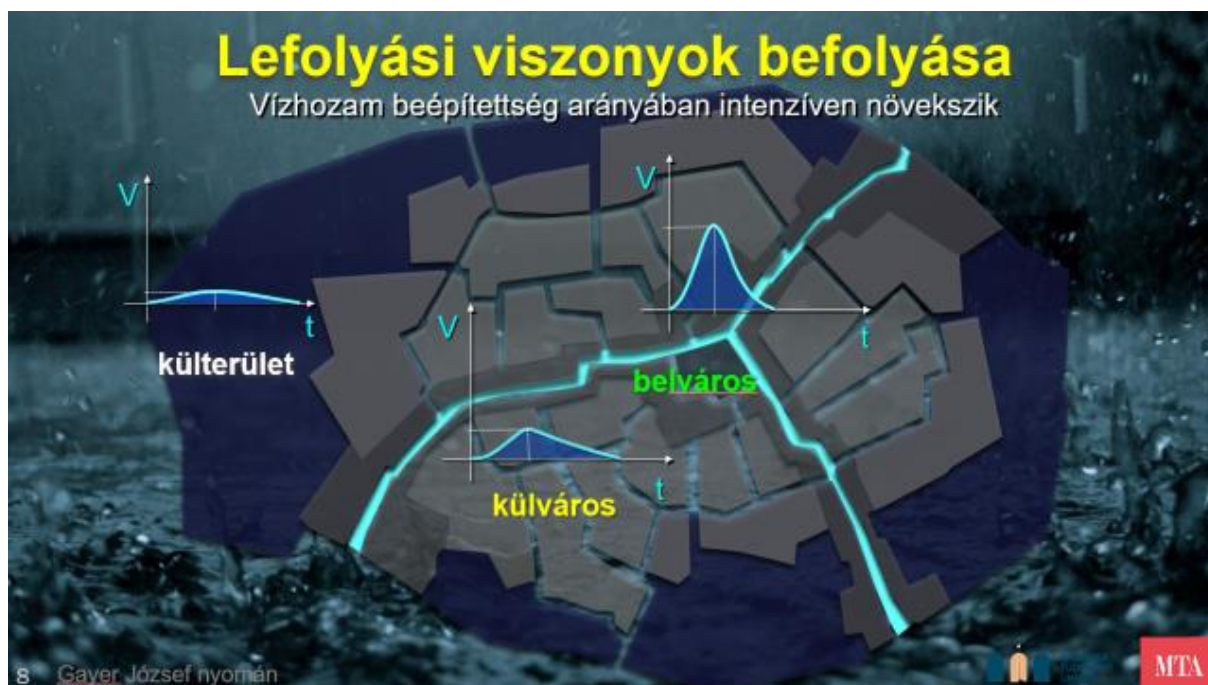 Lefolyási viszonyok befolyása
Vízhozam beépítettség arányában intenzíven növekszik
V
t
külterület
V
t
belváros
V
t
külváros
8 Gayer József nyomán
MTA